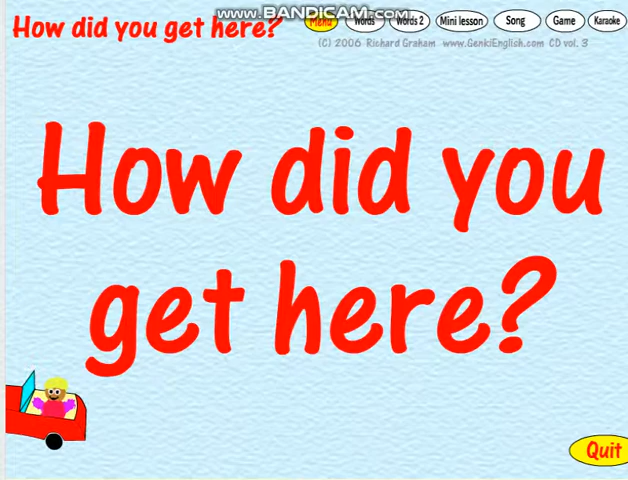 www.BANDICAM.com
How did you get here?
Menu Words Words 2 Mini lesson Song Game Karaoke
(C) 2006 Richard Graham www.GenkiEnglish.com CD vol. 3
How did you
get here?
Quit